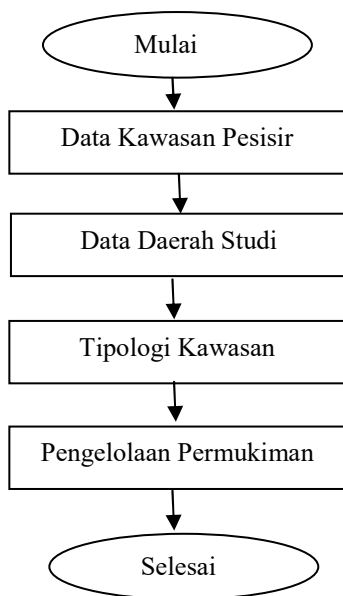 Mulai
Data Kawasan Pesisir
Data Daerah Studi
Tipologi Kawasan
Pengelolaan Permukiman
Selesai